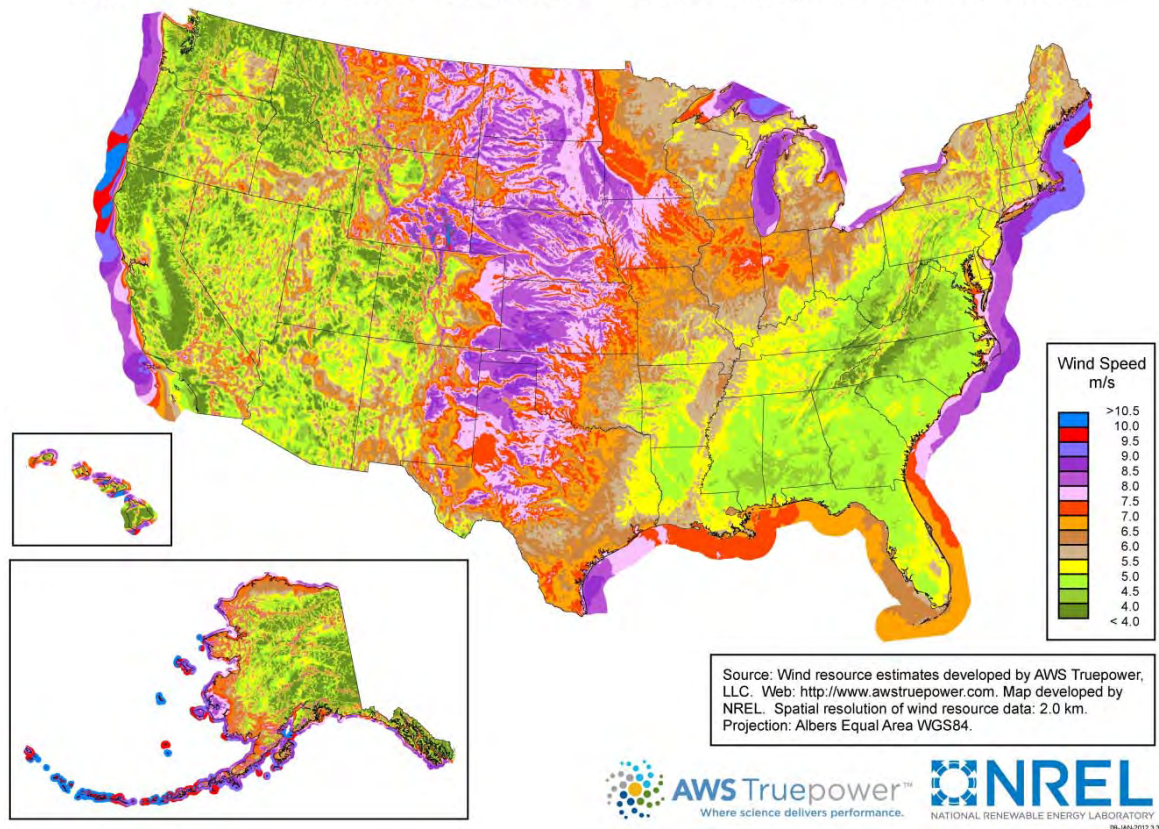 Wind Speed
m/s
>10.5
10.0
9.5
9.0
8.5
8.0
7.5
7.0
6.5
6.0
5.5
5.0
4.5
4.0
< 4.0
Source: Wind resource estimates developed by AWS Truepower,
LLC. Web: http://www.awstruepower.com. Map developed by
NREL. Spatial resolution of wind resource data: 2.0 km.
Projection: Albers Equal Area WGS84.
AWS Truepower™
Where science delivers performance.
NREL
NATIONAL RENEWABLE ENERGY LABORATORY